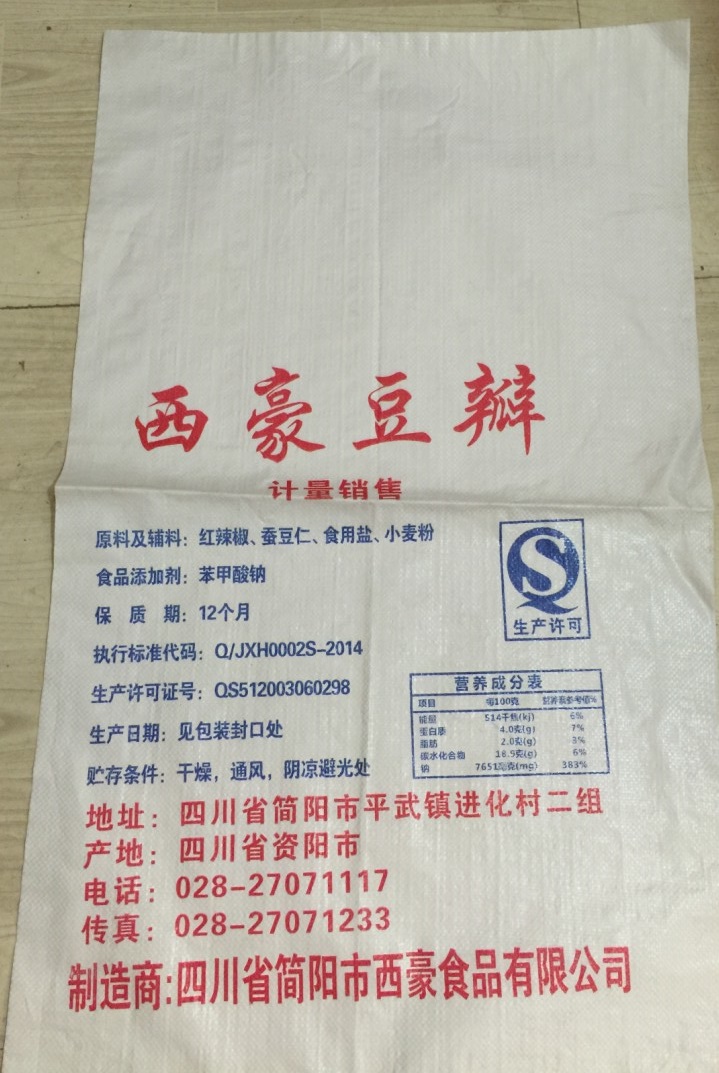 西豪豆瓣
计量销售
原料及辅料：红辣椒、蚕豆仁、食用盐、小麦粉
食品添加剂：苯甲酸钠
保 质 期：12个月
执行标准代码：Q/JXH0002S-2014
生产许可证号：QS512003060298
生产日期：见包装封口处
贮存条件：干燥，通风，阴凉避光处
生产许可
营养成分表
项目 每100克 营养素参考值%
能量 514千焦(kj) 6%
蛋白质 4.0克(g) 7%
脂肪 2.0克(g) 3%
碳水化合物 18.9克(g) 6%
钠 7651毫克(mg) 383%
地址：四川省简阳市平武镇进化村二组
产地：四川省资阳市
电话：028-27071117
传真：028-27071233
制造商:四川省简阳市西豪食品有限公司